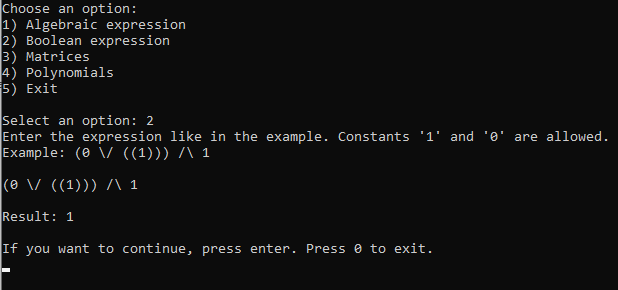 Choose an option:
1) Algebraic expression
2) Boolean expression
3) Matrices
4) Polynomials
5) Exit
Select an option: 2
Enter the expression like in the example. Constants '1' and '0' are allowed.
Example: (0 \/ ((1))) /\ 1
(0 \/ ((1))) /\ 1
Result: 1
If you want to continue, press enter. Press 0 to exit.